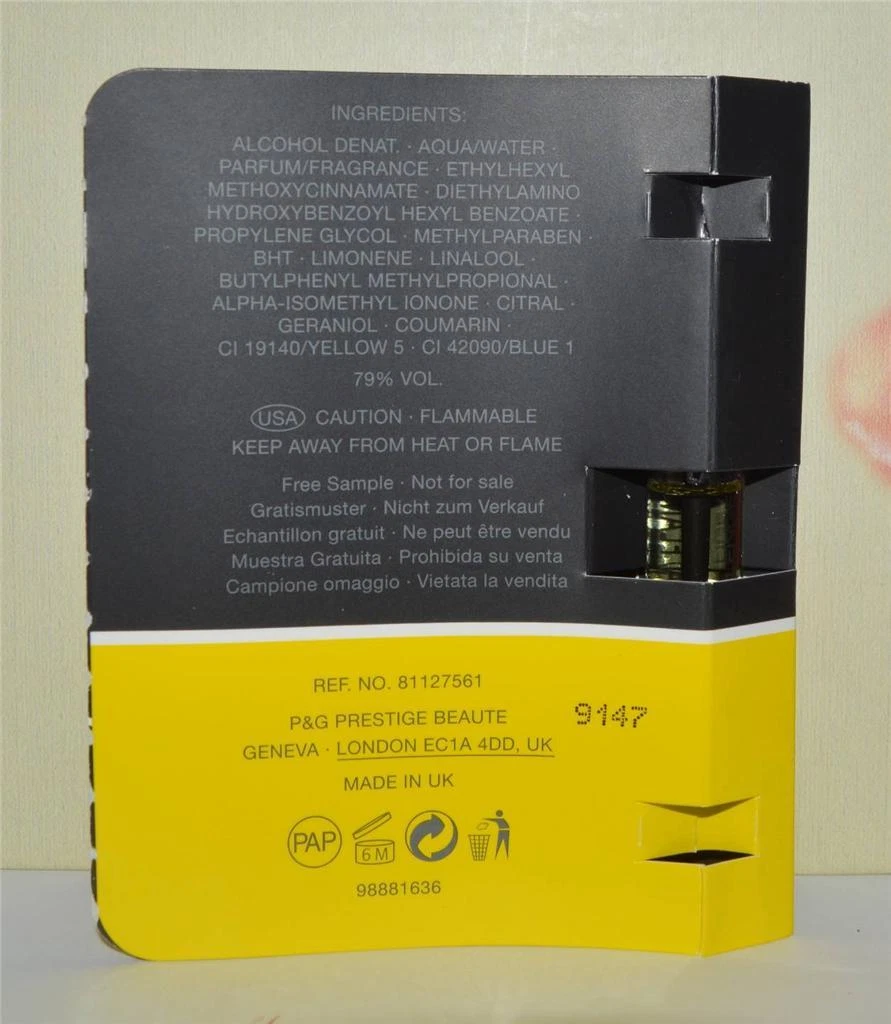 INGREDIENTS:
ALCOHOL DENAT. · AQUA/WATER ·
PARFUM/FRAGRANCE · ETHYLHEXYL
METHOXYCINNAMATE · DIETHYLAMINO
HYDROXYBENZOYL HEXYL BENZOATE ·
PROPYLENE GLYCOL · METHYLPARABEN ·
BHT · LIMONENE · LINALOOL ·
BUTYLPHENYL METHYLPROPIONAL ·
ALPHA-ISOMETHYL IONONE · CITRAL ·
GERANIOL · COUMARIN ·
CI 19140/YELLOW 5 · CI 42090/BLUE 1
79% VOL.
USA CAUTION · FLAMMABLE
KEEP AWAY FROM HEAT OR FLAME
Free Sample · Not for sale
Gratismuster · Nicht zum Verkauf
Echantillon gratuit · Ne peut être vendu
Muestra Gratuita · Prohibida su venta
Campione omaggio · Vietata la vendita
REF. NO. 81127561
P&G PRESTIGE BEAUTE
9147
GENEVA · LONDON EC1A 4DD, UK
MADE IN UK
PAP
6 M
98881636